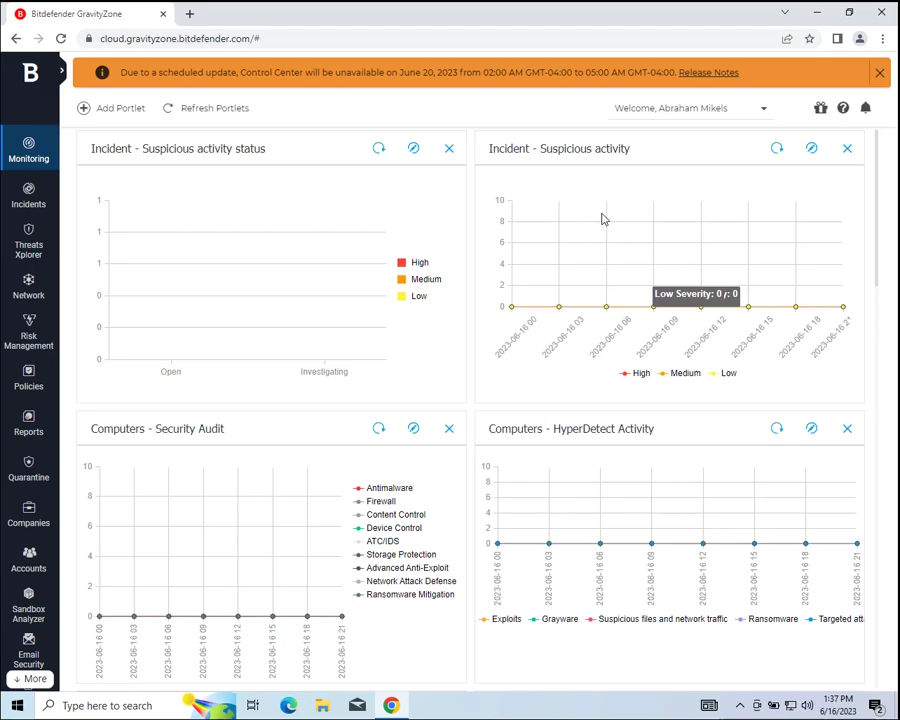 Bitdefender GravityZone
cloud.gravityzone.bitdefender.com/#
B
Due to a scheduled update, Control Center will be unavailable on June 20, 2023 from 02:00 AM GMT-04:00 to 05:00 AM GMT-04:00. Release Notes
Add Portlet
Refresh Portlets
Welcome, Abraham Mikels
Monitoring
Incidents
Threats
Xplorer
Network
Risk
Management
Policies
Reports
Quarantine
Companies
Accounts
Sandbox
Analyzer
Email
Security
More
Incident - Suspicious activity status
1
1
1
0
0
0
Open
Investigating
High
Medium
Low
Incident - Suspicious activity
10
8
6
4
2
0
Low Severity: 0 r: 0
2023-06-16 00
2023-06-16 03
2023-06-16 06
2023-06-16 09
2023-06-16 12
2023-06-16 15
2023-06-16 18
2023-06-16 21
High
Medium
Low
Computers - Security Audit
10
8
6
4
2
0
2023-06-16 00
2023-06-16 03
2023-06-16 06
2023-06-16 09
2023-06-16 12
2023-06-16 15
2023-06-16 18
2023-06-16 21
Antimalware
Firewall
Content Control
Device Control
ATC/IDS
Storage Protection
Advanced Anti-Exploit
Network Attack Defense
Ransomware Mitigation
Computers - HyperDetect Activity
10
8
6
4
2
0
2023-06-16 00
2023-06-16 03
2023-06-16 06
2023-06-16 09
2023-06-16 12
2023-06-16 15
2023-06-16 18
2023-06-16 21
Exploits
Grayware
Suspicious files and network traffic
Ransomware
Targeted att
Type here to search
1:37 PM
6/16/2023
2